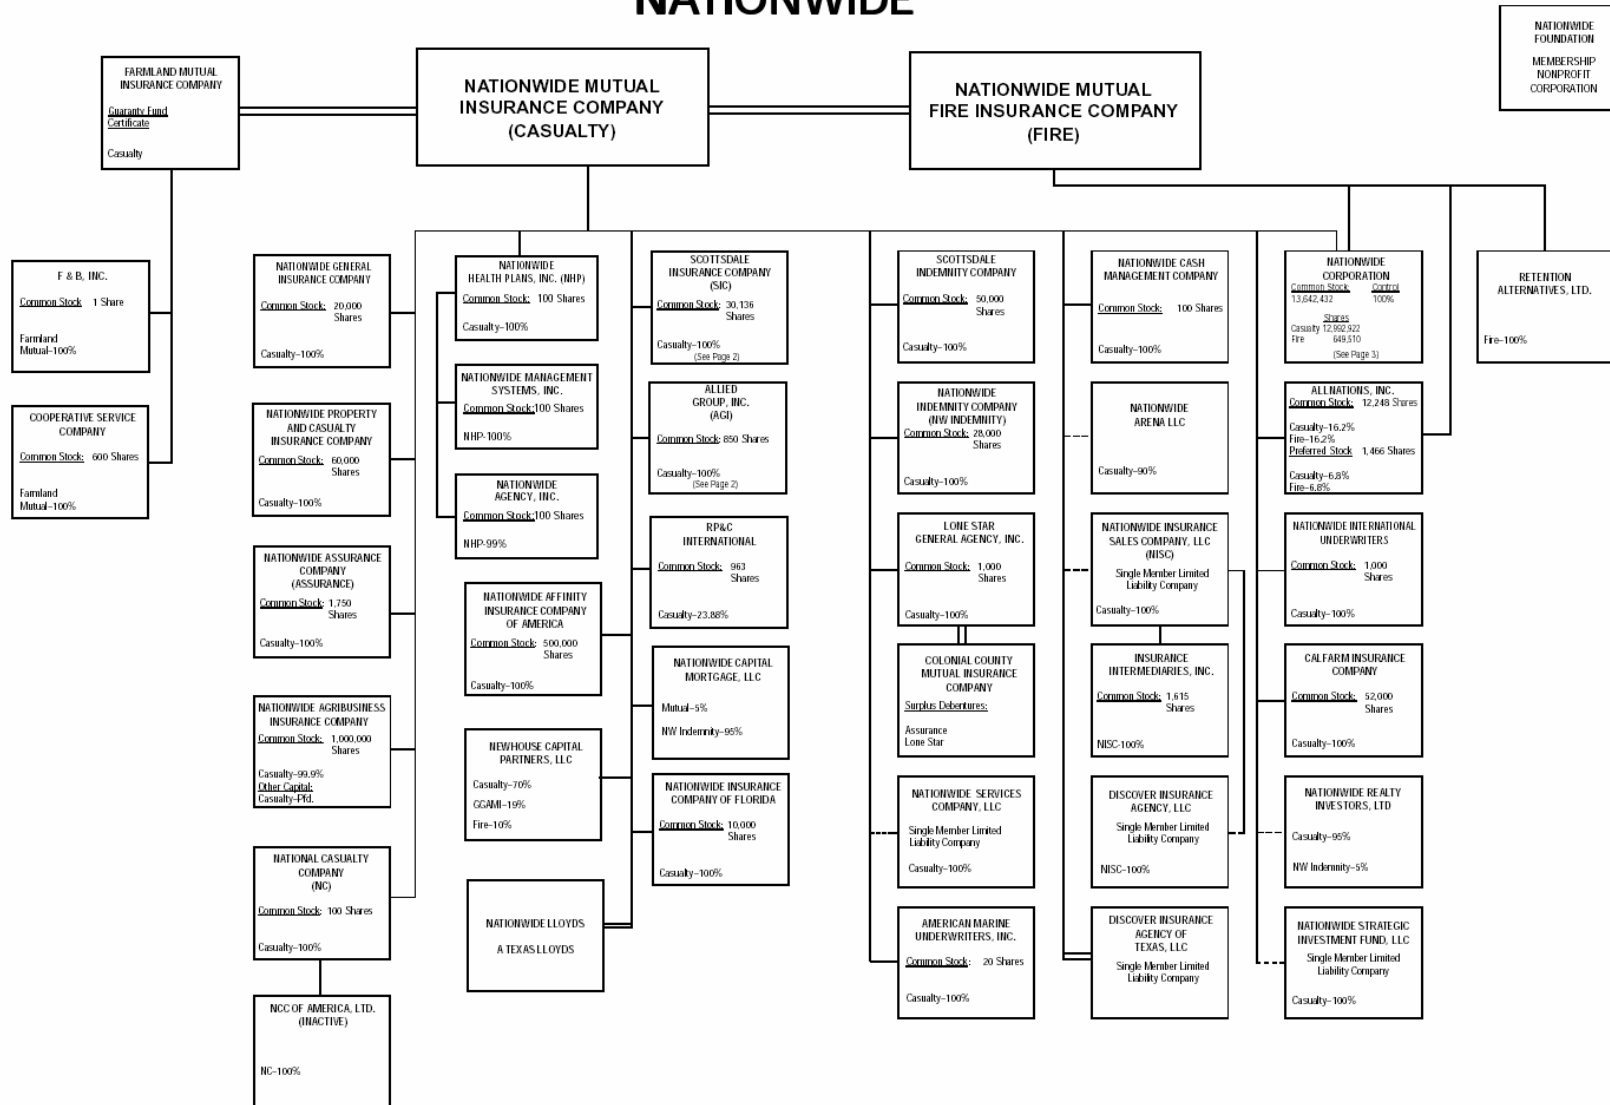 NATIONWIDE
NATIONWIDE
FOUNDATION
MEMBERSHIP
NONPROFIT
CORPORATION
FARMLAND MUTUAL
INSURANCE COMPANY
Guaranty Fund
Certificate
Casualty
NATIONWIDE MUTUAL
INSURANCE COMPANY
(CASUALTY)
NATIONWIDE MUTUAL
FIRE INSURANCE COMPANY
(FIRE)
F & B, INC.
Common Stock 1 Share
Farmland
Mutual–100%
COOPERATIVE SERVICE
COMPANY
Common Stock: 600 Shares
Farmland
Mutual–100%
NATIONWIDE GENERAL
INSURANCE COMPANY
Common Stock: 20,000
Shares
Casualty–100%
NATIONWIDE PROPERTY
AND CASUALTY
INSURANCE COMPANY
Common Stock: 60,000
Shares
Casualty–100%
NATIONWIDE ASSURANCE
COMPANY
(ASSURANCE)
Common Stock: 1,750
Shares
Casualty–100%
NATIONWIDE AGRIBUSINESS
INSURANCE COMPANY
Common Stock: 1,000,000
Shares
Casualty–99.9%
Other Capital:
Casualty–Pfd.
NATIONAL CASUALTY
COMPANY
(NC)
Common Stock: 100 Shares
Casualty–100%
NCC OF AMERICA, LTD.
(INACTIVE)
NC–100%
NATIONWIDE
HEALTH PLANS, INC. (NHP)
Common Stock: 100 Shares
Casualty–100%
NATIONWIDE MANAGEMENT
SYSTEMS, INC.
Common Stock:100 Shares
NHP-100%
NATIONWIDE
AGENCY, INC.
Common Stock:100 Shares
NHP–99%
NATIONWIDE AFFINITY
INSURANCE COMPANY
OF AMERICA
Common Stock: 500,000
Shares
Casualty–100%
NEWHOUSE CAPITAL
PARTNERS, LLC
Casualty–70%
GGAMI–19%
Fire–10%
NATIONWIDE LLOYDS
A TEXAS LLOYDS
SCOTTSDALE
INSURANCE COMPANY
(SIC)
Common Stock: 30,136
Shares
Casualty–100%
(See Page 2)
ALLIED
GROUP, INC.
(AGI)
Common Stock: 850 Shares
Casualty–100%
(See Page 2)
RP&C
INTERNATIONAL
Common Stock: 963
Shares
Casualty–23.88%
NATIONWIDE CAPITAL
MORTGAGE, LLC
Mutual–5%
NW Indemnity–95%
NATIONWIDE INSURANCE
COMPANY OF FLORIDA
Common Stock: 10,000
Shares
Casualty–100%
SCOTTSDALE
INDEMNITY COMPANY
Common Stock: 50,000
Shares
Casualty–100%
NATIONWIDE
INDEMNITY COMPANY
(NW INDEMNITY)
Common Stock: 28,000
Shares
Casualty–100%
LONE STAR
GENERAL AGENCY, INC.
Common Stock: 1,000
Shares
Casualty–100%
COLONIAL COUNTY
MUTUAL INSURANCE
COMPANY
Surplus Debentures:
Assurance
Lone Star
NATIONWIDE SERVICES
COMPANY, LLC
Single Member Limited
Liability Company
Casualty–100%
AMERICAN MARINE
UNDERWRITERS, INC.
Common Stock: 20 Shares
Casualty–100%
NATIONWIDE CASH
MANAGEMENT COMPANY
Common Stock: 100 Shares
Casualty–100%
NATIONWIDE
ARENA LLC
Casualty–90%
NATIONWIDE INSURANCE
SALES COMPANY, LLC
(NISC)
Single Member Limited
Liability Company
Casualty–100%
INSURANCE
INTERMEDIARIES, INC.
Common Stock: 1,615
Shares
NISC-100%
DISCOVER INSURANCE
AGENCY, LLC
Single Member Limited
Liability Company
NISC-100%
DISCOVER INSURANCE
AGENCY OF
TEXAS, LLC
Single Member Limited
Liability Company
NATIONWIDE
CORPORATION
Common Stock: Control
13,642,432 100%
Shares
Casualty 12,992,922
Fire 649,510
(See Page 3)
ALLNATIONS, INC.
Common Stock: 12,248 Shares
Casualty–16.2%
Fire–16.2%
Preferred Stock 1,466 Shares
Casualty–6.8%
Fire–6.8%
NATIONWIDE INTERNATIONAL
UNDERWRITERS
Common Stock: 1,000
Shares
Casualty–100%
CALFARM INSURANCE
COMPANY
Common Stock: 52,000
Shares
Casualty–100%
NATIONWIDE REALTY
INVESTORS, LTD
Casualty–95%
NW Indemnity–5%
NATIONWIDE STRATEGIC
INVESTMENT FUND, LLC
Single Member Limited
Liability Company
Casualty–100%
RETENTION
ALTERNATIVES, LTD.
Fire–100%